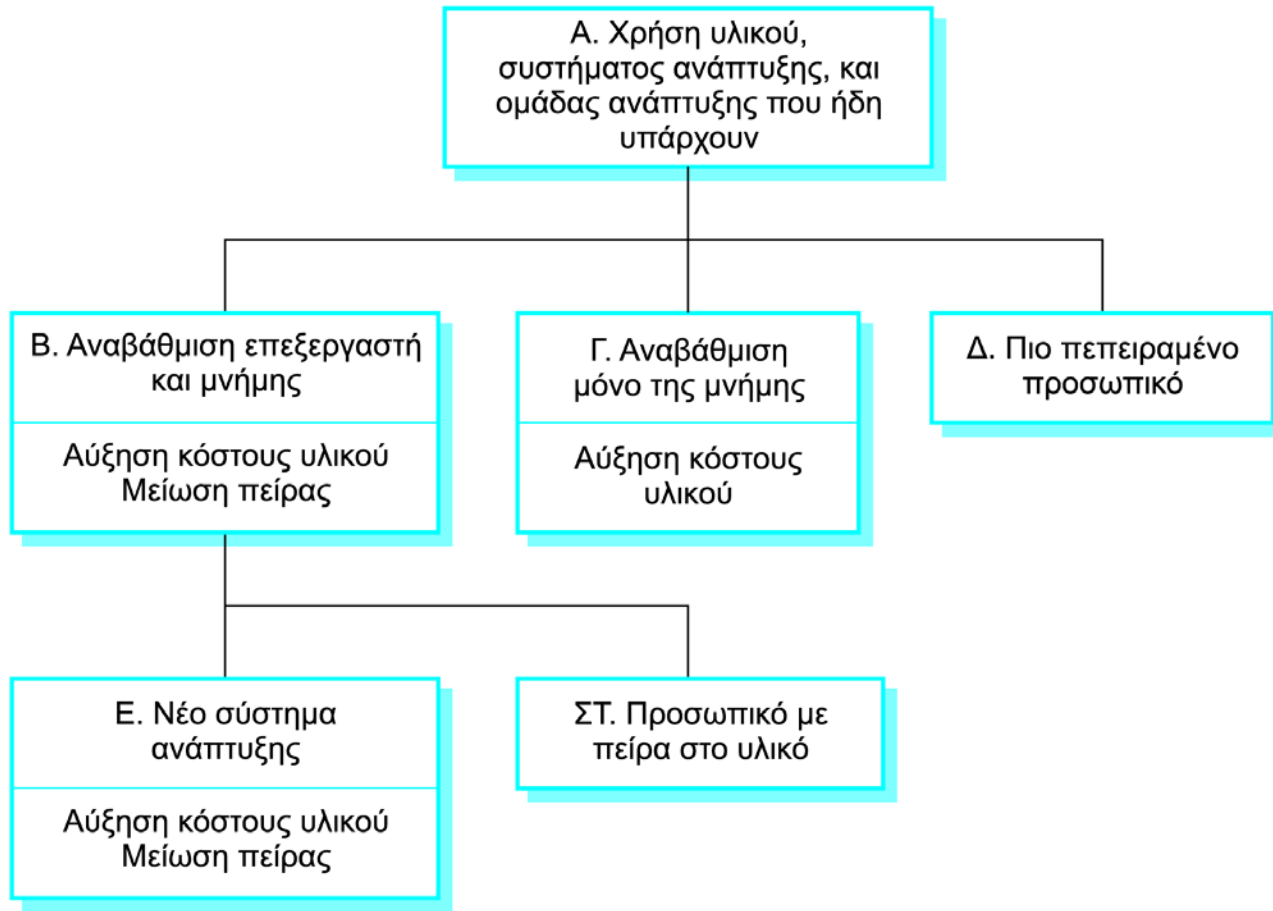 Α. Χρήση υλικού,
συστήματος ανάπτυξης, και
ομάδας ανάπτυξης που ήδη
υπάρχουν
Β. Αναβάθμιση επεξεργαστή
και μνήμης
Αύξηση κόστους υλικού
Μείωση πείρας
Γ. Αναβάθμιση
μόνο της μνήμης
Αύξηση κόστους
υλικού
Δ. Πιο πεπειραμένο
προσωπικό
Ε. Νέο σύστημα
ανάπτυξης
Αύξηση κόστους υλικού
Μείωση πείρας
ΣΤ. Προσωπικό με
πείρα στο υλικό